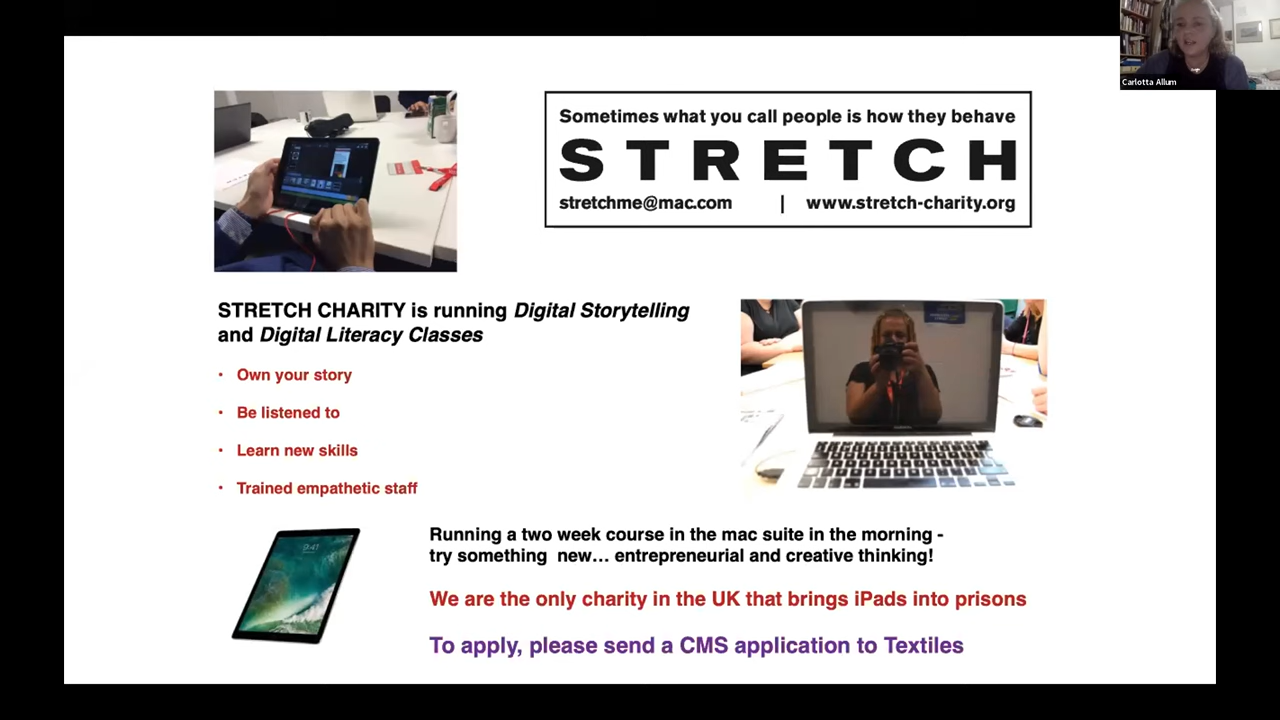 Carlotta Allum
Sometimes what you call people is how they behave
STRETCH
stretchme@mac.com | www.stretch-charity.org
STRETCH CHARITY is running Digital Storytelling
and Digital Literacy Classes
· Own your story
· Be listened to
· Learn new skills
· Trained empathetic staff
9:41
Running a two week course in the mac suite in the morning -
try something new... entrepreneurial and creative thinking!
We are the only charity in the UK that brings iPads into prisons
To apply, please send a CMS application to Textiles